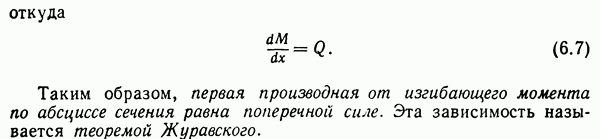 откуда
dM/dx = Q. (6.7)
Таким образом, первая производная от изгибающего момента
по абсциссе сечения равна поперечной силе. Эта зависимость назы-
вается теоремой Журавского.